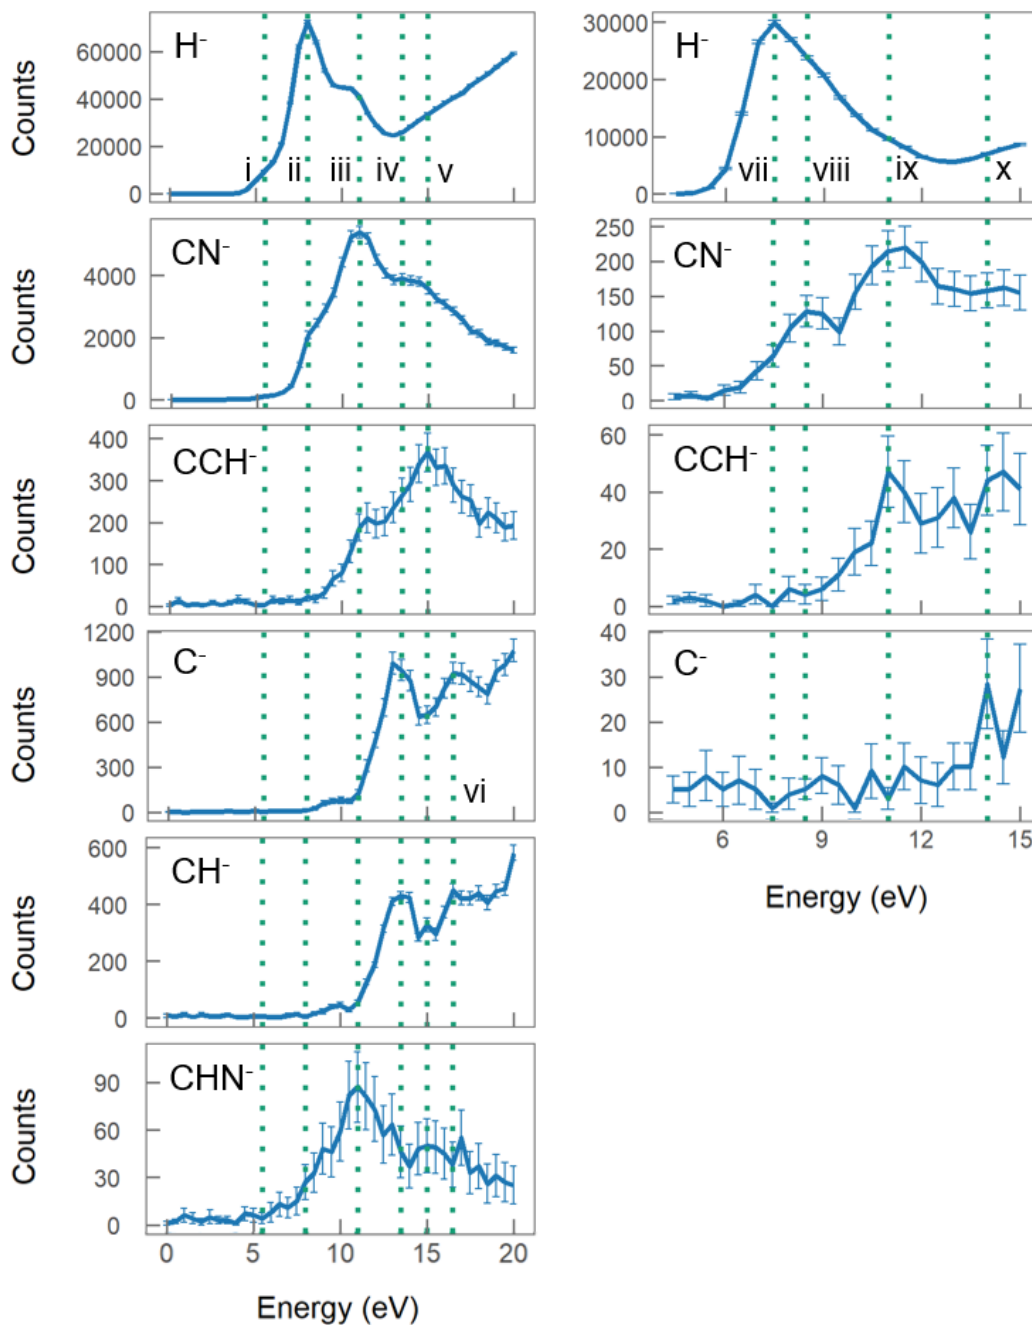 H⁻
Counts
60000
40000
20000
0
i
ii
iii
iv
v
CN⁻
4000
2000
0
CCH⁻
Counts
400
300
200
100
0
C⁻
Counts
1200
900
600
300
0
vi
CH⁻
Counts
600
400
200
0
CHN⁻
Counts
90
60
30
0
0 5 10 15 20
Energy (eV)
H⁻
Counts
30000
20000
10000
0
vii
viii
ix
x
CN⁻
Counts
250
200
150
100
50
0
CCH⁻
60
40
20
0
C⁻
40
30
20
10
0
6 9 12 15
Energy (eV)